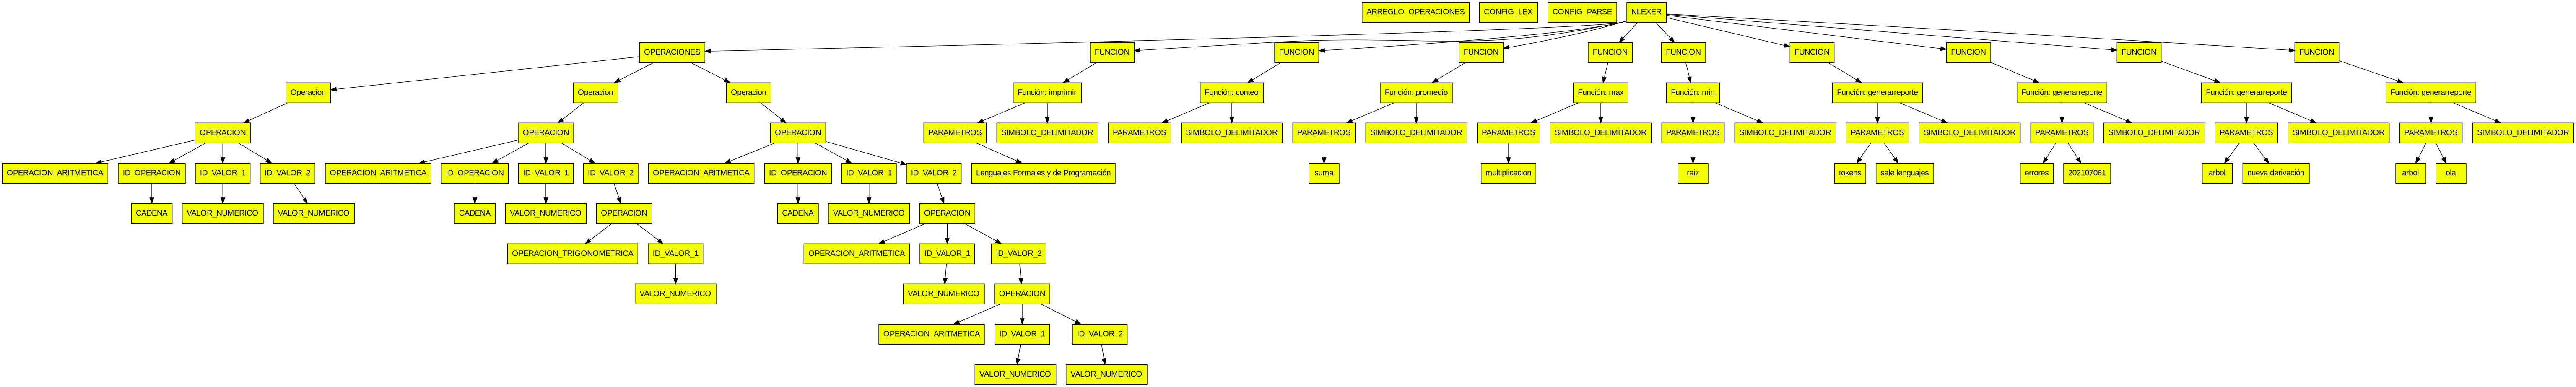 ARREGLO_OPERACIONES CONFIG_LEX CONFIG_PARSE NLEXER
OPERACIONES FUNCION FUNCION FUNCION FUNCION FUNCION FUNCION FUNCION FUNCION FUNCION
Operacion Operacion Operacion Función: imprimir Función: conteo Función: promedio Función: max Función: min Función: generarreporte Función: generarreporte Función: generarreporte Función: generarreporte
OPERACION OPERACION OPERACION PARAMETROS SIMBOLO_DELIMITADOR PARAMETROS SIMBOLO_DELIMITADOR PARAMETROS SIMBOLO_DELIMITADOR PARAMETROS SIMBOLO_DELIMITADOR PARAMETROS SIMBOLO_DELIMITADOR PARAMETROS SIMBOLO_DELIMITADOR PARAMETROS SIMBOLO_DELIMITADOR PARAMETROS SIMBOLO_DELIMITADOR PARAMETROS SIMBOLO_DELIMITADOR
OPERACION_ARITMETICA ID_OPERACION ID_VALOR_1 ID_VALOR_2 OPERACION_ARITMETICA ID_OPERACION ID_VALOR_1 ID_VALOR_2 OPERACION_ARITMETICA ID_OPERACION ID_VALOR_1 ID_VALOR_2 Lenguajes Formales y de Programación suma multiplicacion raiz tokens sale lenguajes errores 202107061 arbol nueva derivación arbol ola
CADENA VALOR_NUMERICO VALOR_NUMERICO CADENA VALOR_NUMERICO OPERACION CADENA VALOR_NUMERICO OPERACION
OPERACION_TRIGONOMETRICA ID_VALOR_1 OPERACION_ARITMETICA ID_VALOR_1 ID_VALOR_2
VALOR_NUMERICO VALOR_NUMERICO OPERACION
OPERACION_ARITMETICA ID_VALOR_1 ID_VALOR_2
VALOR_NUMERICO VALOR_NUMERICO